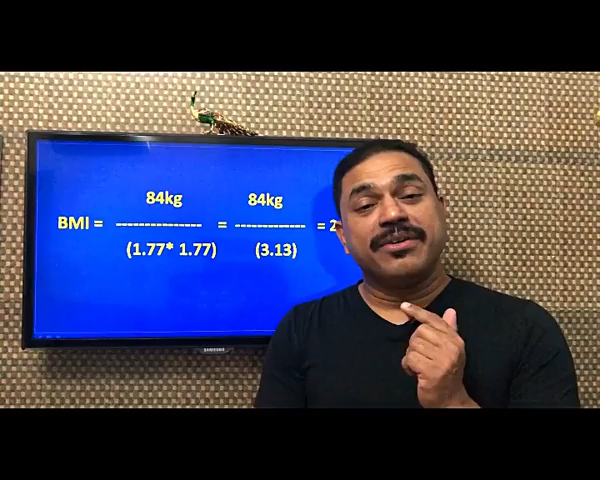 84kg 84kg
BMI = --------------- = ------------- = 2
(1.77* 1.77) (3.13)
SAMSUNG